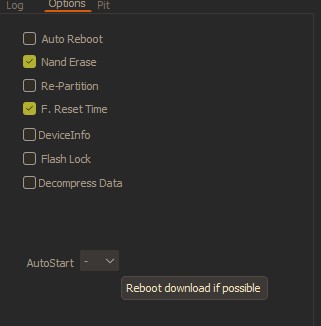 Log Options Pit
Auto Reboot
Nand Erase
Re-Partition
F. Reset Time
DeviceInfo
Flash Lock
Decompress Data
AutoStart -
Reboot download if possible